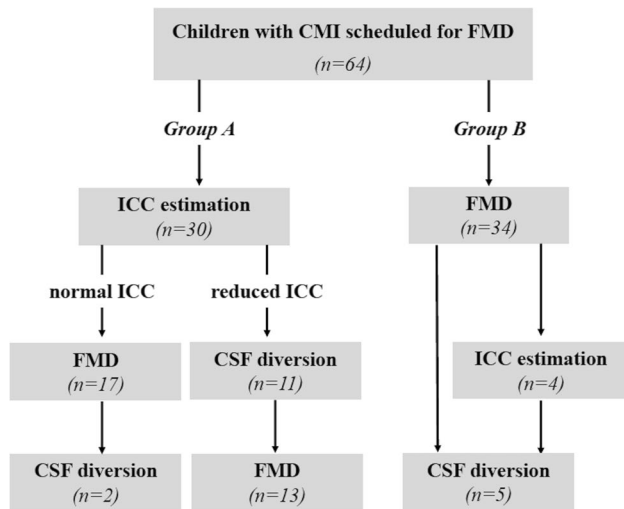 Children with CMI scheduled for FMD
(n=64)
Group A
Group B
ICC estimation
(n=30)
FMD
(n=34)
normal ICC
reduced ICC
FMD
(n=17)
CSF diversion
(n=11)
ICC estimation
(n=4)
CSF diversion
(n=2)
FMD
(n=13)
CSF diversion
(n=5)